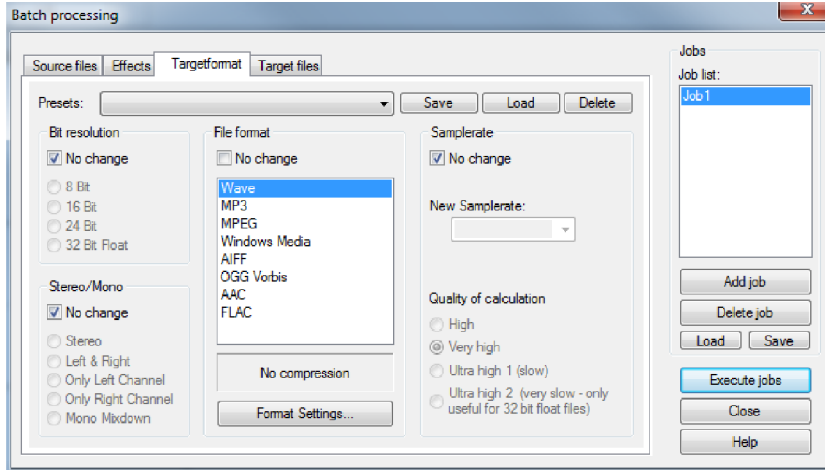 Batch processing
X
Source files Effects Targetformat Target files
Presets: Save Load Delete
Bit resolution
No change
8 Bit
16 Bit
24 Bit
32 Bit Float
Stereo/Mono
No change
Stereo
Left & Right
Only Left Channel
Only Right Channel
Mono Mixdown
File format
No change
Wave
MP3
MPEG
Windows Media
AIFF
OGG Vorbis
AAC
FLAC
No compression
Format Settings...
Samplerate
No change
New Samplerate:
Quality of calculation
High
Very high
Ultra high 1 (slow)
Ultra high 2 (very slow - only
useful for 32 bit float files)
Jobs
Job list:
Job1
Add job
Delete job
Load Save
Execute jobs
Close
Help